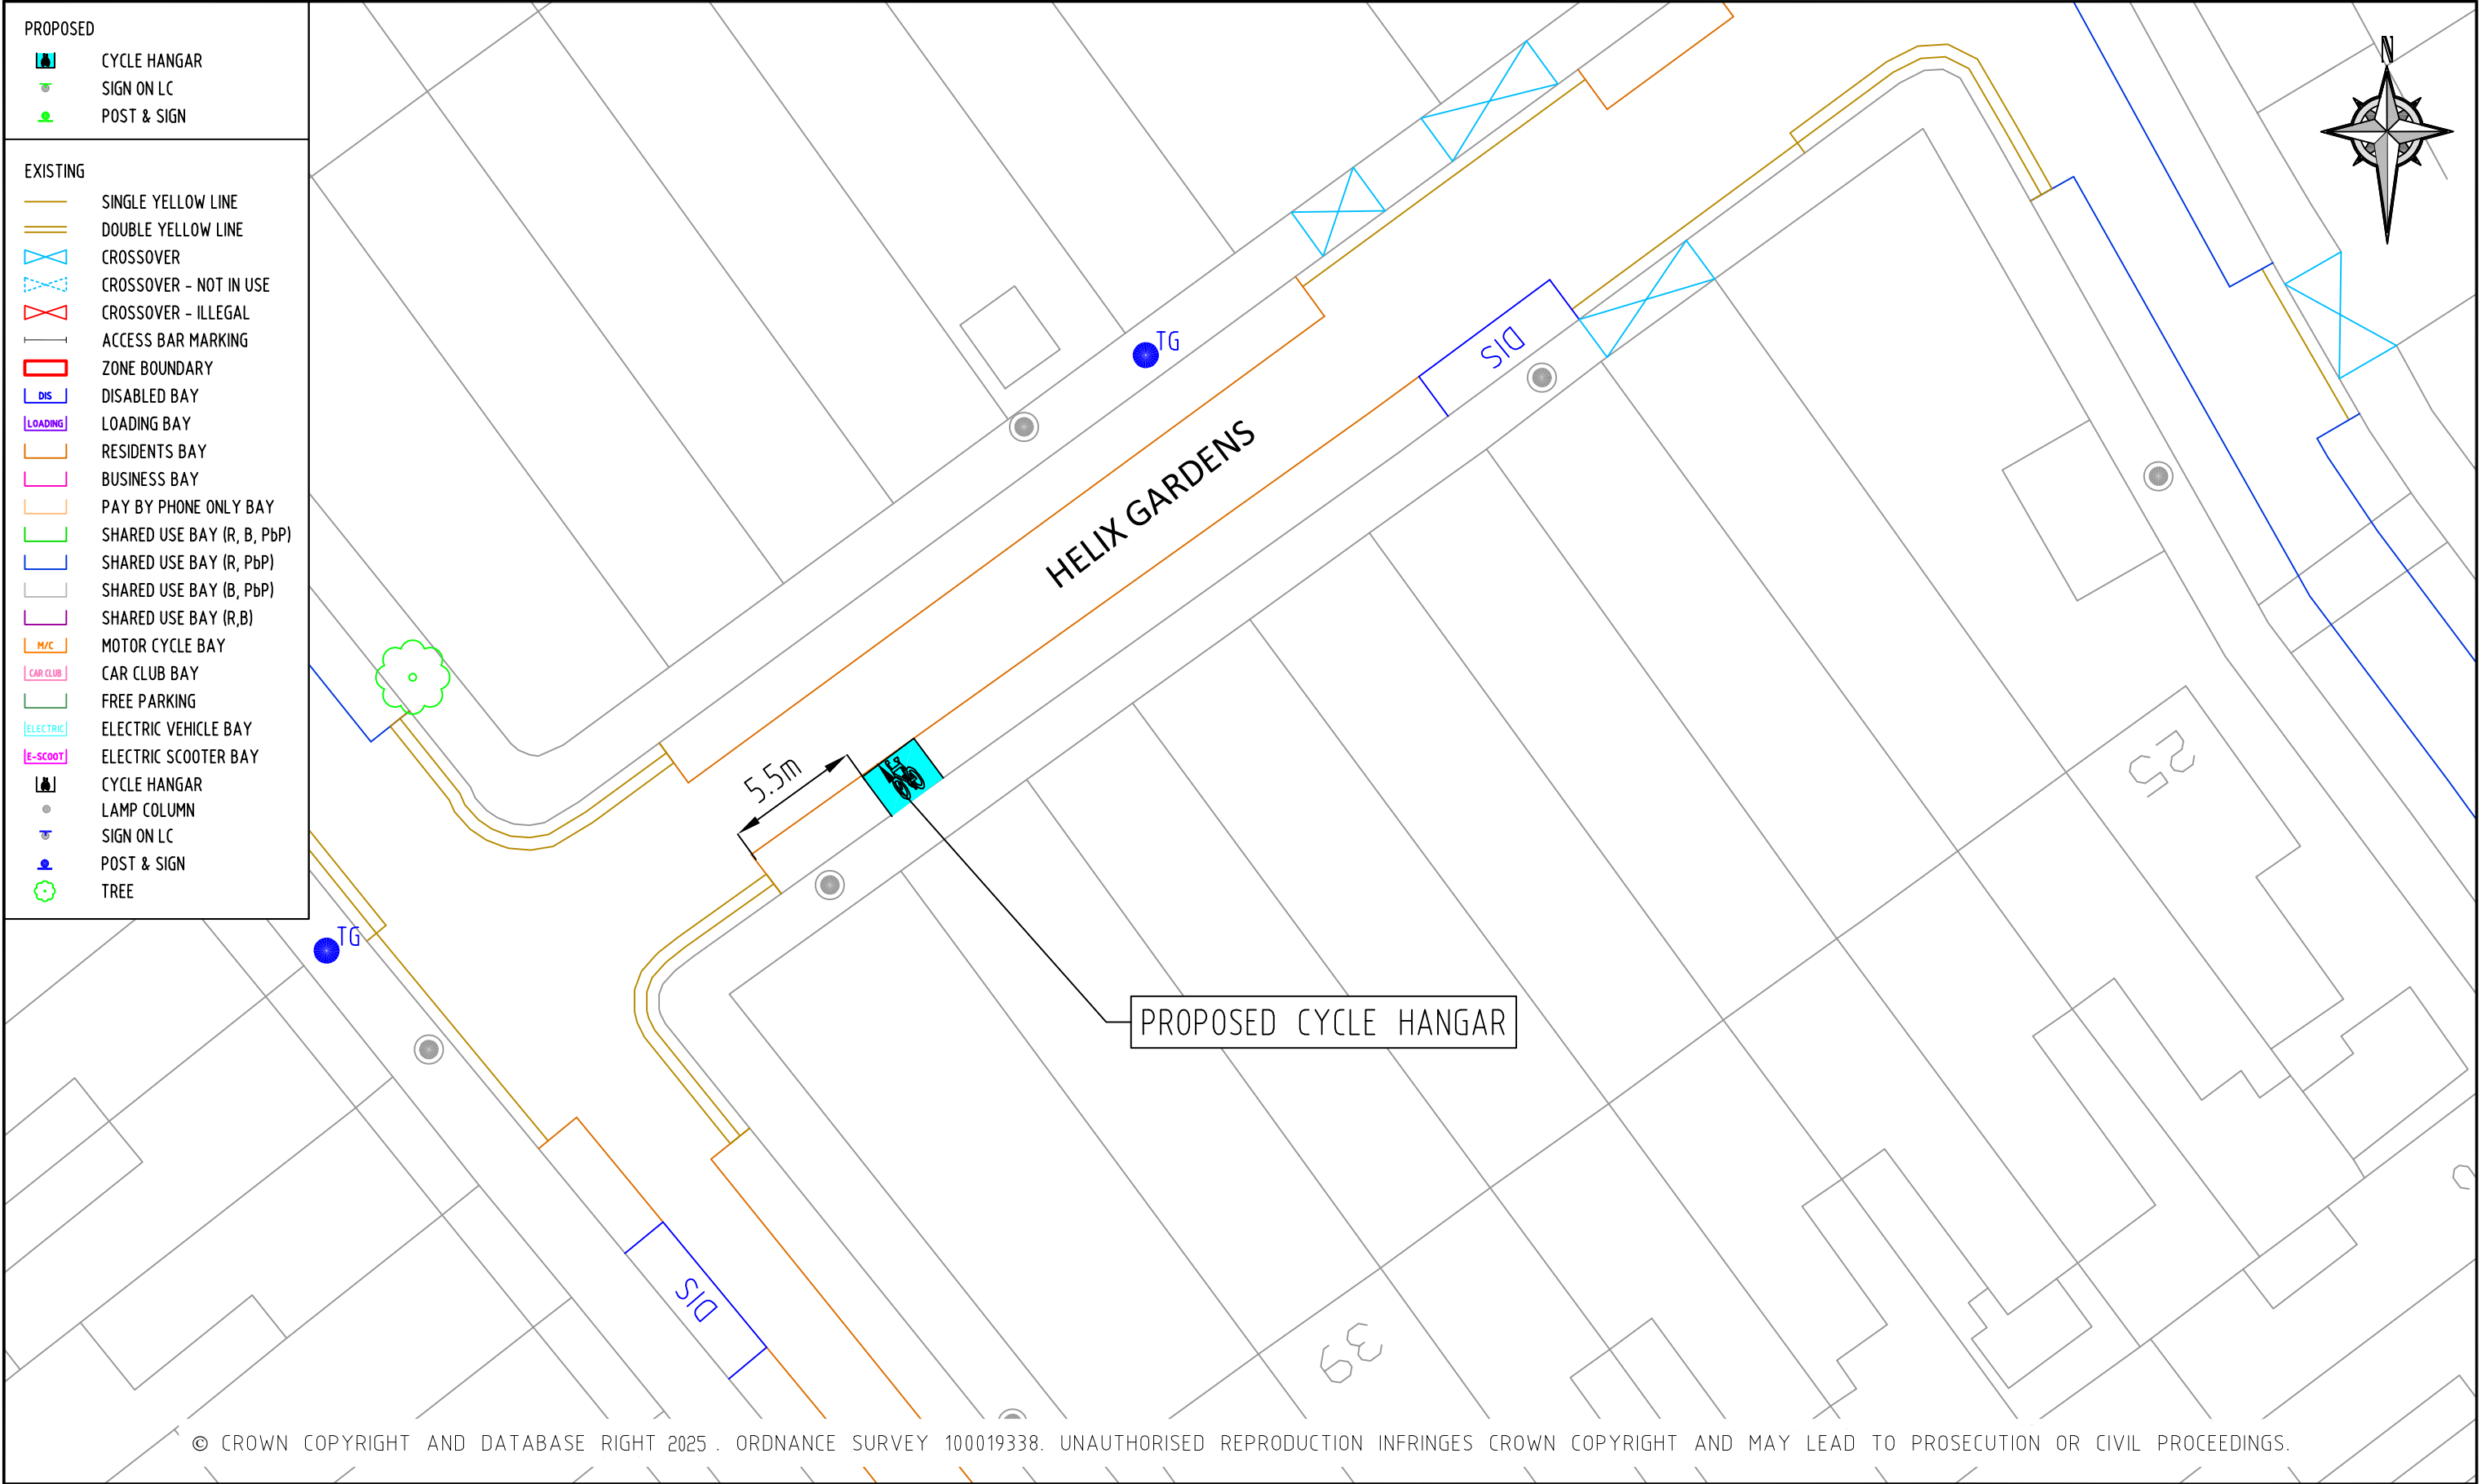 PROPOSED
CYCLE HANGAR
SIGN ON LC
POST & SIGN
EXISTING
SINGLE YELLOW LINE
DOUBLE YELLOW LINE
CROSSOVER
CROSSOVER - NOT IN USE
CROSSOVER - ILLEGAL
ACCESS BAR MARKING
ZONE BOUNDARY
DIS DISABLED BAY
LOADING LOADING BAY
RESIDENTS BAY
BUSINESS BAY
PAY BY PHONE ONLY BAY
SHARED USE BAY (R, B, PbP)
SHARED USE BAY (R, PbP)
SHARED USE BAY (B, PbP)
SHARED USE BAY (R,B)
M/C MOTOR CYCLE BAY
CAR CLUB CAR CLUB BAY
FREE PARKING
ELECTRIC ELECTRIC VEHICLE BAY
E-SCOOT ELECTRIC SCOOTER BAY
CYCLE HANGAR
LAMP COLUMN
SIGN ON LC
POST & SIGN
TREE
N
TG
DIS
HELIX GARDENS
5.5m
25
TG
PROPOSED CYCLE HANGAR
DIS
39
© CROWN COPYRIGHT AND DATABASE RIGHT 2025 . ORDNANCE SURVEY 100019338. UNAUTHORISED REPRODUCTION INFRINGES CROWN COPYRIGHT AND MAY LEAD TO PROSECUTION OR CIVIL PROCEEDINGS.